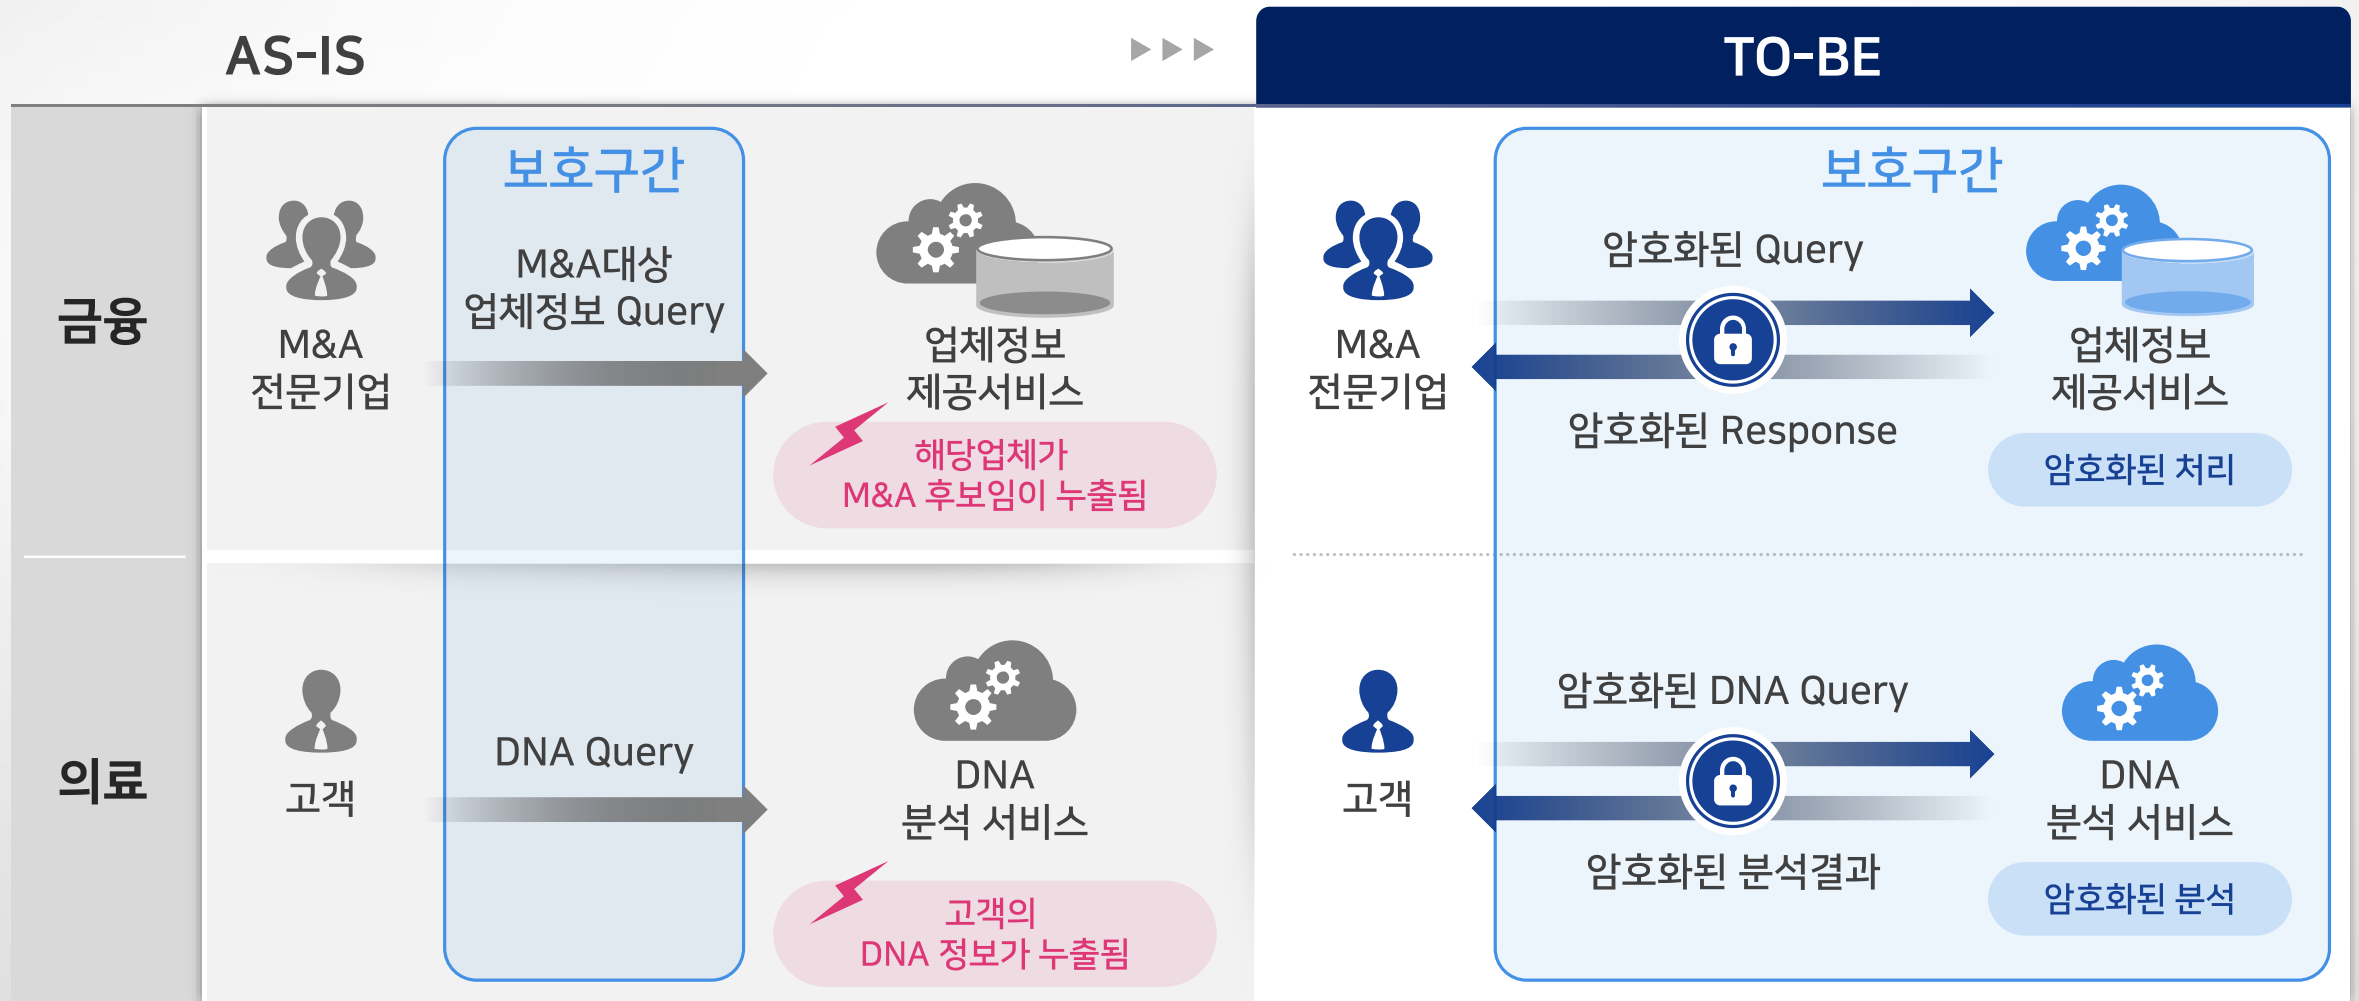 AS-IS
TO-BE
금융
보호구간
M&A대상
업체정보 Query
M&A
전문기업
업체정보
제공서비스
해당업체가
M&A 후보임이 누출됨
보호구간
암호화된 Query
M&A
전문기업
암호화된 Response
업체정보
제공서비스
암호화된 처리
의료
DNA Query
고객
DNA
분석 서비스
고객의
DNA 정보가 누출됨
암호화된 DNA Query
고객
암호화된 분석결과
DNA
분석 서비스
암호화된 분석